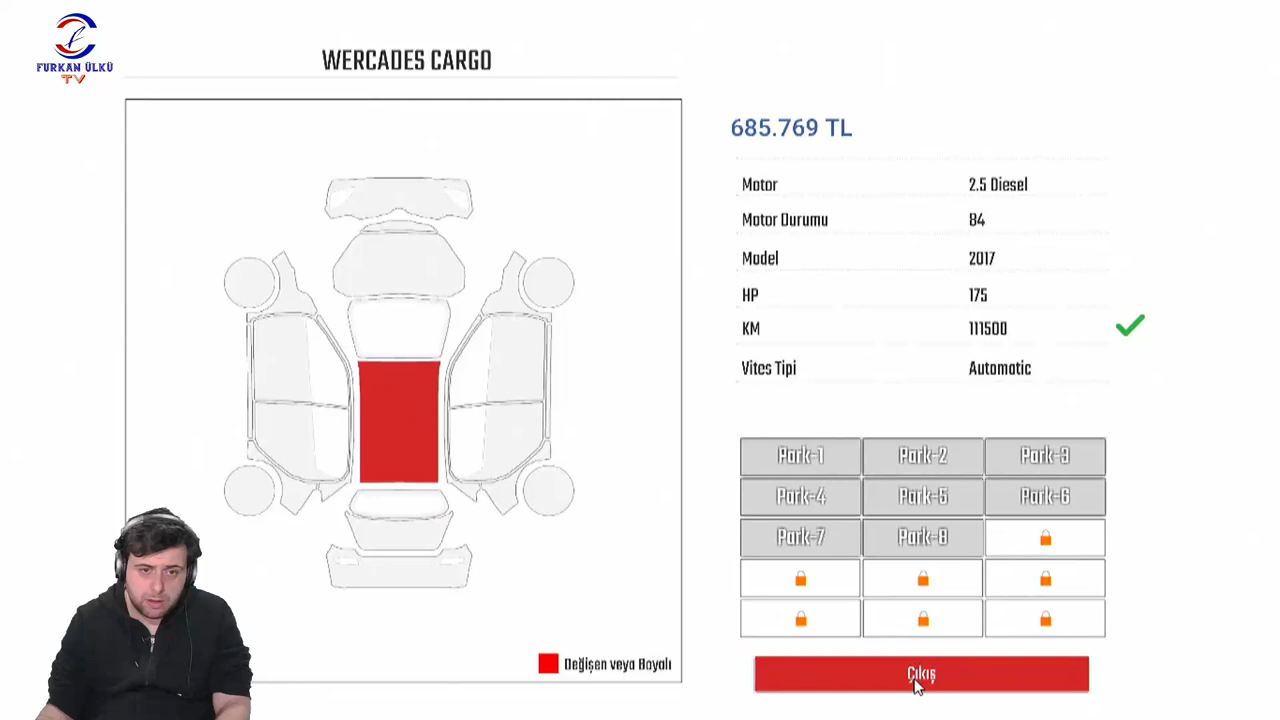 FURKAN ÜLKÜ
TV
WERCADES CARGO
685.769 TL
Motor 2.5 Diesel
Motor Durumu 84
Model 2017
HP 175
KM 111500
Vites Tipi Automatic
Park-1 Park-2 Park-3
Park-4 Park-5 Park-6
Park-7 Park-8
Değişen veya Boyalı
Çıkış